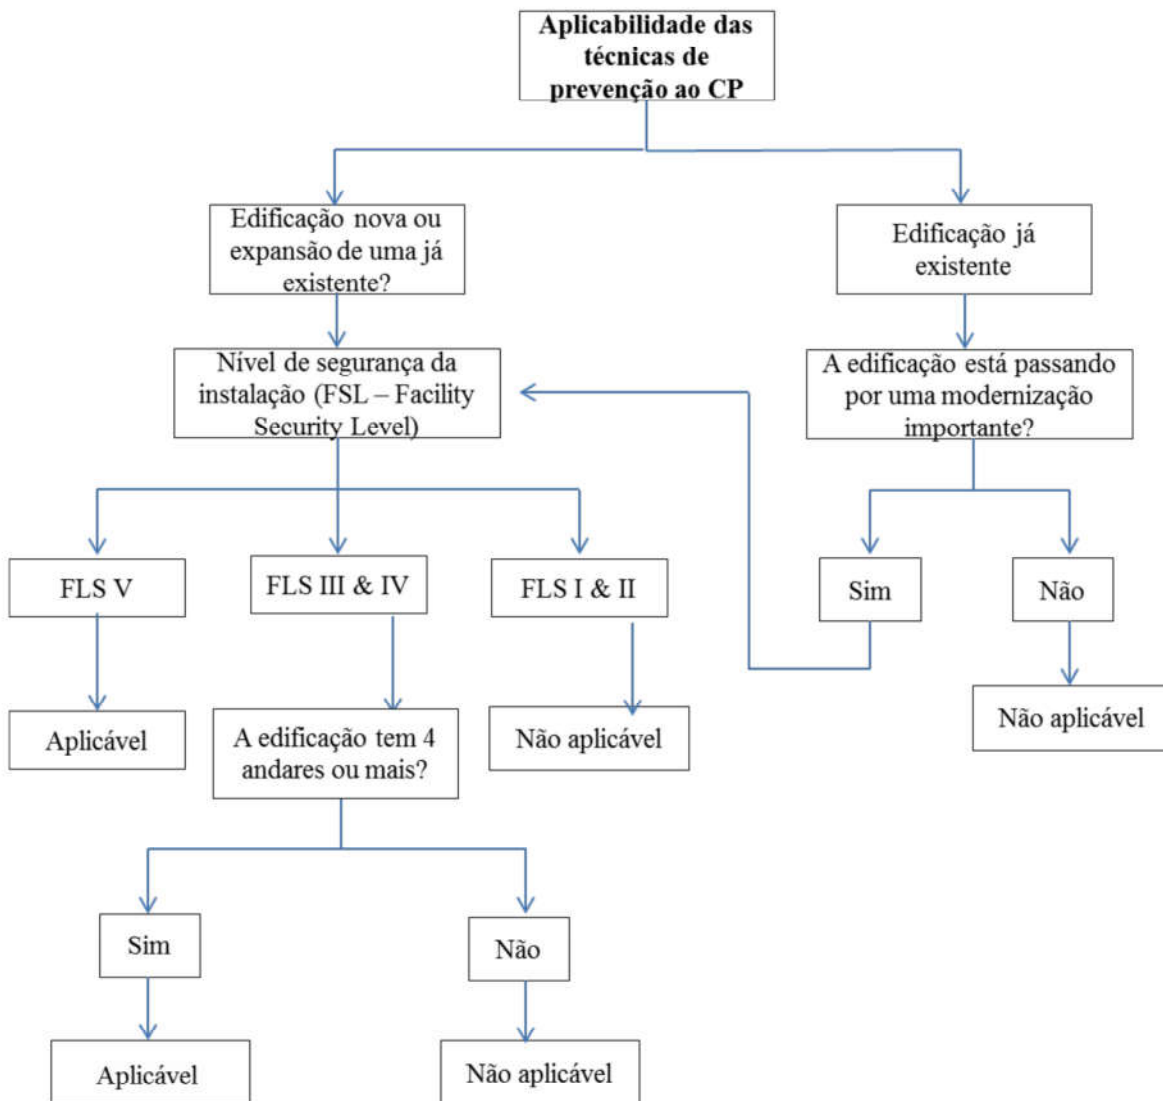 Aplicabilidade das
técnicas de
prevenção ao CP
Edificação nova ou
expansão de uma já
existente?
Edificação já
existente
Nível de segurança da
instalação (FSL – Facility
Security Level)
A edificação está passando
por uma modernização
importante?
FLS V
FLS III & IV
FLS I & II
Sim
Não
Aplicável
A edificação tem 4
andares ou mais?
Não aplicável
Não aplicável
Sim
Não
Aplicável
Não aplicável